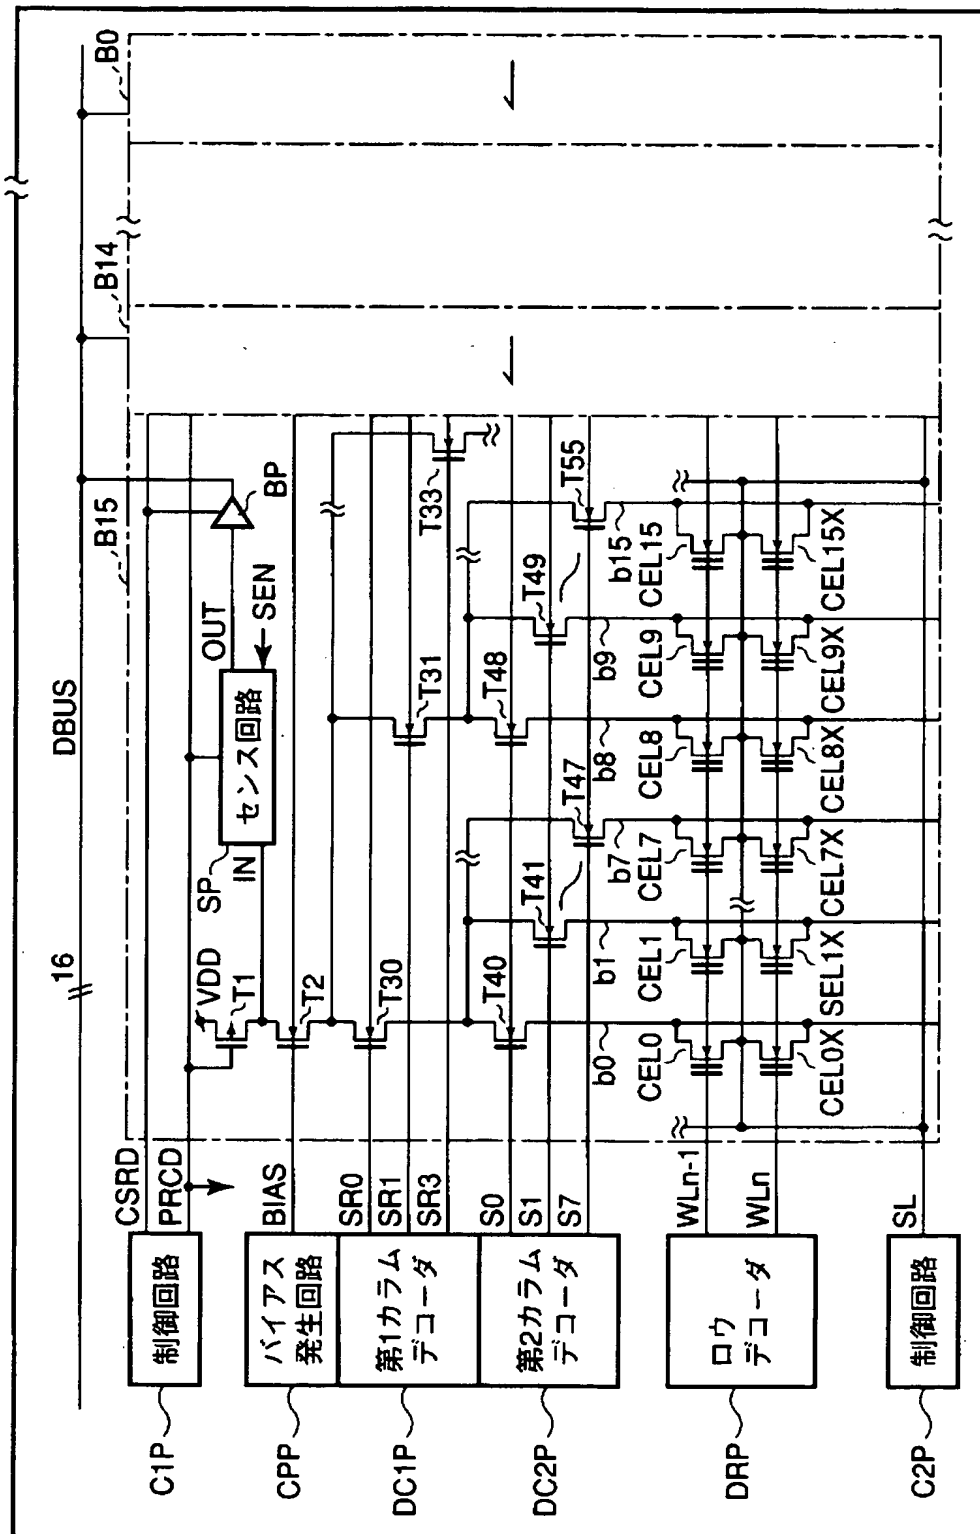 DBUS
16
B15
B14
B0
C1P
制御回路
CSRD
PRCD
VDD
T1
SP
IN
センス回路
OUT
SEN
BP
CPP
バイアス
発生回路
BIAS
T2
DC1P
第1カラム
デコーダ
SR0
SR1
SR3
T30
T31
T33
DC2P
第2カラム
デコーダ
S0
S1
S7
T40
T41
T47
T48
T49
T55
b0
b1
b7
b8
b9
b15
DRP
ロウ
デコーダ
WLn-1
WLn
CEL0
CEL1
CEL7
CEL8
CEL9
CEL15
CEL0X
SEL1X
CEL7X
CEL8X
CEL9X
CEL15X
C2P
制御回路
SL